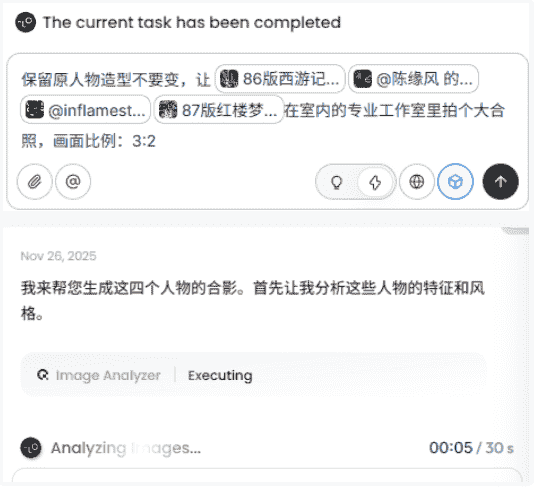 The current task has been completed
保留原人物造型不要变，让 86版西游记... @陈缘风 的...
@inflamest... 87版红楼梦... 在室内的专业工作室里拍个大合
照，画面比例：3:2
Nov 26, 2025
我来帮您生成这四个人物的合影。首先让我分析这些人物的特征和风
格。
Image Analyzer | Executing
Analyzing Images... 00:05 / 30 s